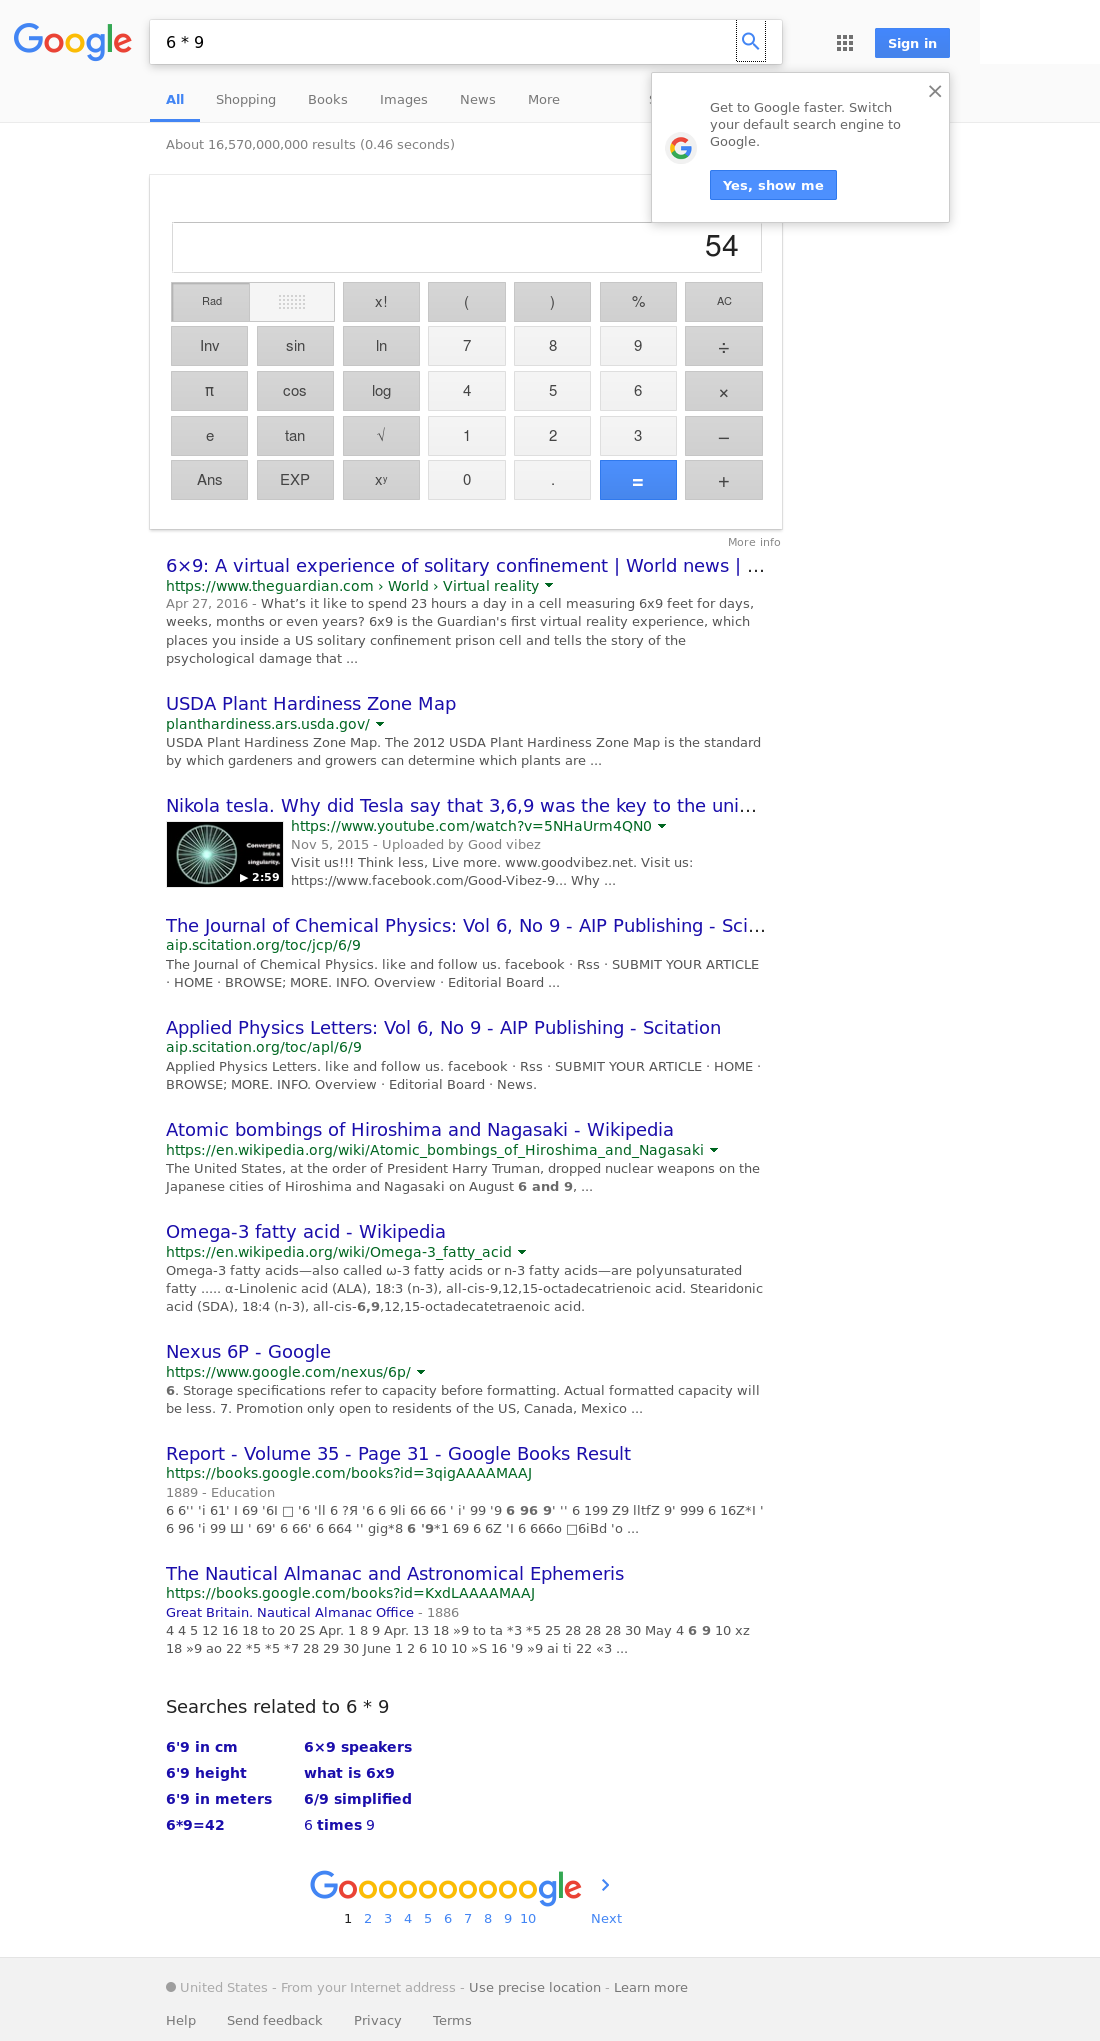 Google
6 * 9
Sign in
All Shopping Books Images News More
Get to Google faster. Switch
your default search engine to
Google.
Yes, show me
About 16,570,000,000 results (0.46 seconds)
54
Rad x! ( ) % AC
Inv sin ln 7 8 9 ÷
π cos log 4 5 6 ×
e tan √ 1 2 3 −
Ans EXP xʸ 0 . = +
More info
6×9: A virtual experience of solitary confinement | World news | ...
https://www.theguardian.com › World › Virtual reality
Apr 27, 2016 - What’s it like to spend 23 hours a day in a cell measuring 6x9 feet for days,
weeks, months or even years? 6x9 is the Guardian's first virtual reality experience, which
places you inside a US solitary confinement prison cell and tells the story of the
psychological damage that ...
USDA Plant Hardiness Zone Map
planthardiness.ars.usda.gov/
USDA Plant Hardiness Zone Map. The 2012 USDA Plant Hardiness Zone Map is the standard
by which gardeners and growers can determine which plants are ...
Nikola tesla. Why did Tesla say that 3,6,9 was the key to the uni...
Converging
into a
singularity.
2:59
https://www.youtube.com/watch?v=5NHaUrm4QN0
Nov 5, 2015 - Uploaded by Good vibez
Visit us!!! Think less, Live more. www.goodvibez.net. Visit us:
https://www.facebook.com/Good-Vibez-9... Why ...
The Journal of Chemical Physics: Vol 6, No 9 - AIP Publishing - Sci...
aip.scitation.org/toc/jcp/6/9
The Journal of Chemical Physics. like and follow us. facebook · Rss · SUBMIT YOUR ARTICLE
· HOME · BROWSE; MORE. INFO. Overview · Editorial Board ...
Applied Physics Letters: Vol 6, No 9 - AIP Publishing - Scitation
aip.scitation.org/toc/apl/6/9
Applied Physics Letters. like and follow us. facebook · Rss · SUBMIT YOUR ARTICLE · HOME ·
BROWSE; MORE. INFO. Overview · Editorial Board · News.
Atomic bombings of Hiroshima and Nagasaki - Wikipedia
https://en.wikipedia.org/wiki/Atomic_bombings_of_Hiroshima_and_Nagasaki
The United States, at the order of President Harry Truman, dropped nuclear weapons on the
Japanese cities of Hiroshima and Nagasaki on August 6 and 9, ...
Omega-3 fatty acid - Wikipedia
https://en.wikipedia.org/wiki/Omega-3_fatty_acid
Omega-3 fatty acids—also called ω-3 fatty acids or n-3 fatty acids—are polyunsaturated
fatty ..... α-Linolenic acid (ALA), 18:3 (n-3), all-cis-9,12,15-octadecatrienoic acid. Stearidonic
acid (SDA), 18:4 (n-3), all-cis-6,9,12,15-octadecatetraenoic acid.
Nexus 6P - Google
https://www.google.com/nexus/6p/
6. Storage specifications refer to capacity before formatting. Actual formatted capacity will
be less. 7. Promotion only open to residents of the US, Canada, Mexico ...
Report - Volume 35 - Page 31 - Google Books Result
https://books.google.com/books?id=3qigAAAAMAAJ
1889 - Education
6 6'' 'i 61' I 69 '6I □ '6 'll 6 ?Я '6 6 9li 66 66 ' i' 99 '9 6 96 9' '' 6 199 Z9 lltfZ 9' 999 6 16Z*I '
6 96 'i 99 Ш ' 69' 6 66' 6 664 '' gig*8 6 '9*1 69 6 6Z 'I 6 666o □6iBd 'o ...
The Nautical Almanac and Astronomical Ephemeris
https://books.google.com/books?id=KxdLAAAAMAAJ
Great Britain. Nautical Almanac Office - 1886
4 4 5 12 16 18 to 20 2S Apr. 1 8 9 Apr. 13 18 »9 to ta *3 *5 25 28 28 28 30 May 4 6 9 10 xz
18 »9 ao 22 *5 *5 *7 28 29 30 June 1 2 6 10 10 »S 16 '9 »9 ai ti 22 «3 ...
Searches related to 6 * 9
6'9 in cm 6×9 speakers
6'9 height what is 6x9
6'9 in meters 6/9 simplified
6*9=42 6 times 9
Goooooooooogle
1 2 3 4 5 6 7 8 9 10 Next
United States - From your Internet address - Use precise location - Learn more
Help Send feedback Privacy Terms